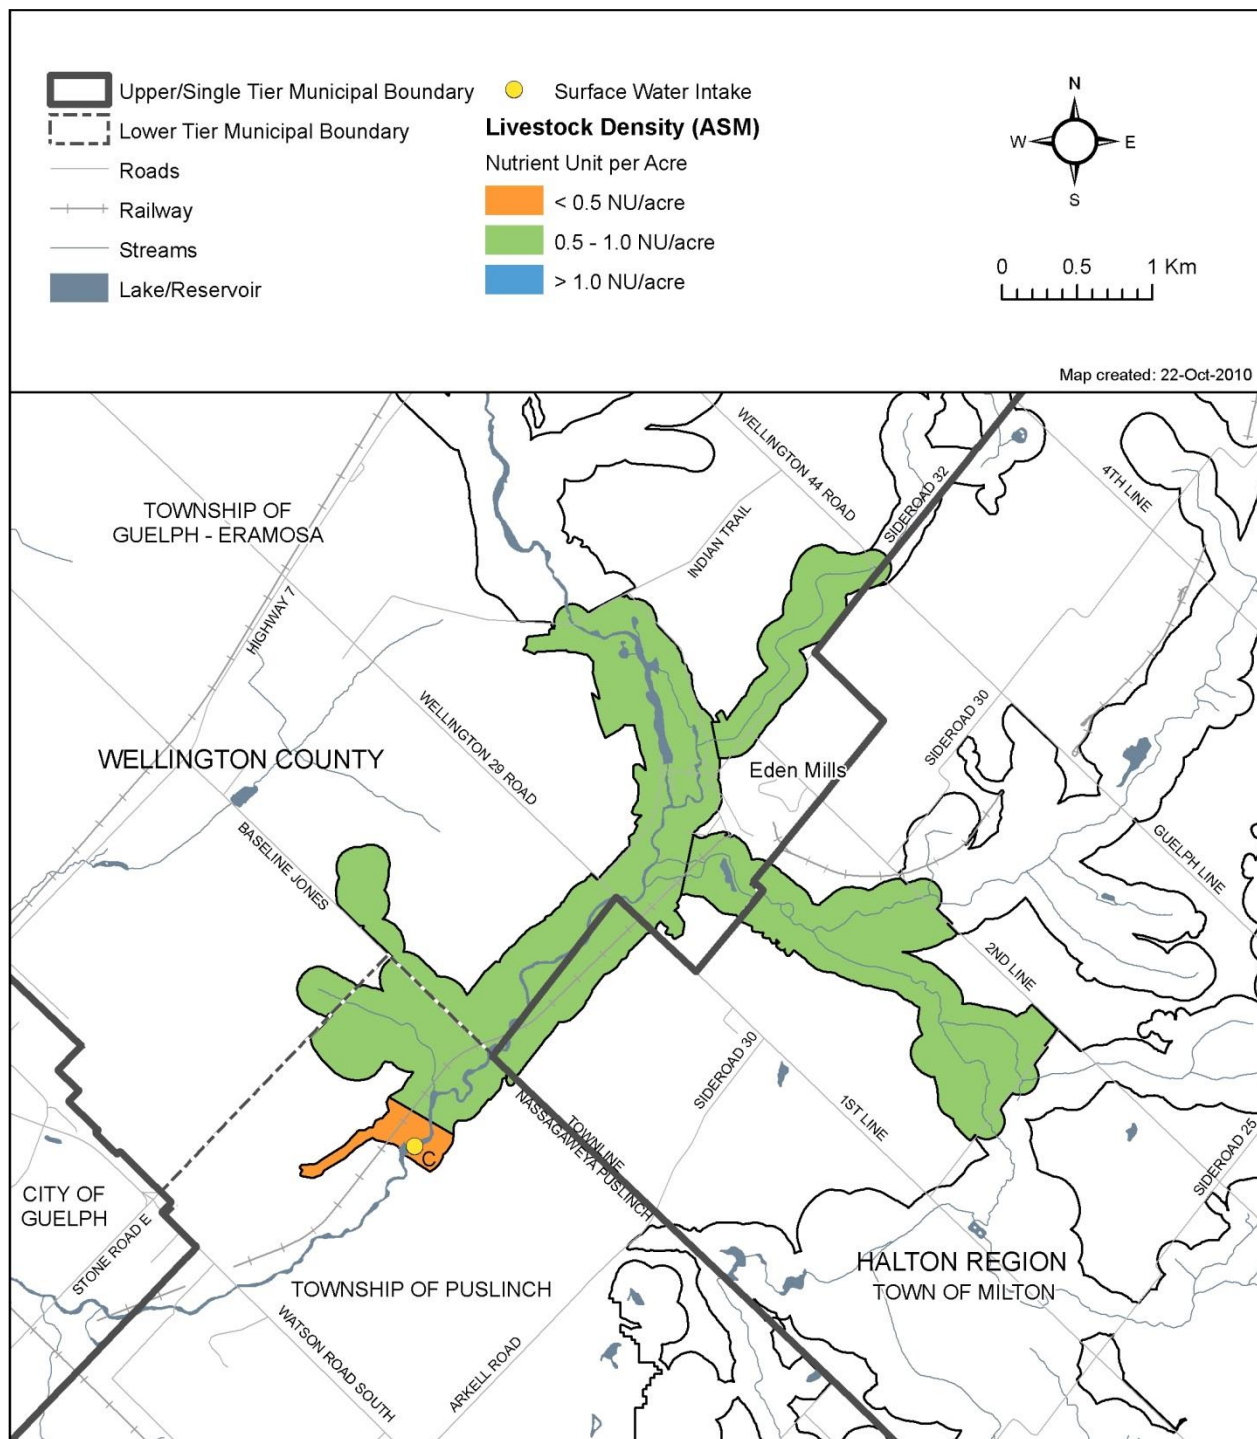 Upper/Single Tier Municipal Boundary
Lower Tier Municipal Boundary
Roads
Railway
Streams
Lake/Reservoir
Surface Water Intake
Livestock Density (ASM)
Nutrient Unit per Acre
< 0.5 NU/acre
0.5 - 1.0 NU/acre
> 1.0 NU/acre
N
W
E
S
0 0.5 1 Km
Map created: 22-Oct-2010
WELLINGTON 44 ROAD
SIDEROAD 32
4TH LINE
TOWNSHIP OF
GUELPH - ERAMOSA
INDIAN TRAIL
HIGHWAY 7
WELLINGTON 29 ROAD
SIDEROAD 30
WELLINGTON COUNTY
Eden Mills
BASELINE JONES
GUELPH LINE
2ND LINE
SIDEROAD 30
1ST LINE
TOWNLINE
NASSAGAWEYA PUSLINCH
SIDEROAD 25
C
CITY OF
GUELPH
STONE ROAD E
TOWNSHIP OF PUSLINCH
HALTON REGION
TOWN OF MILTON
WATSON ROAD SOUTH
ARKELL ROAD